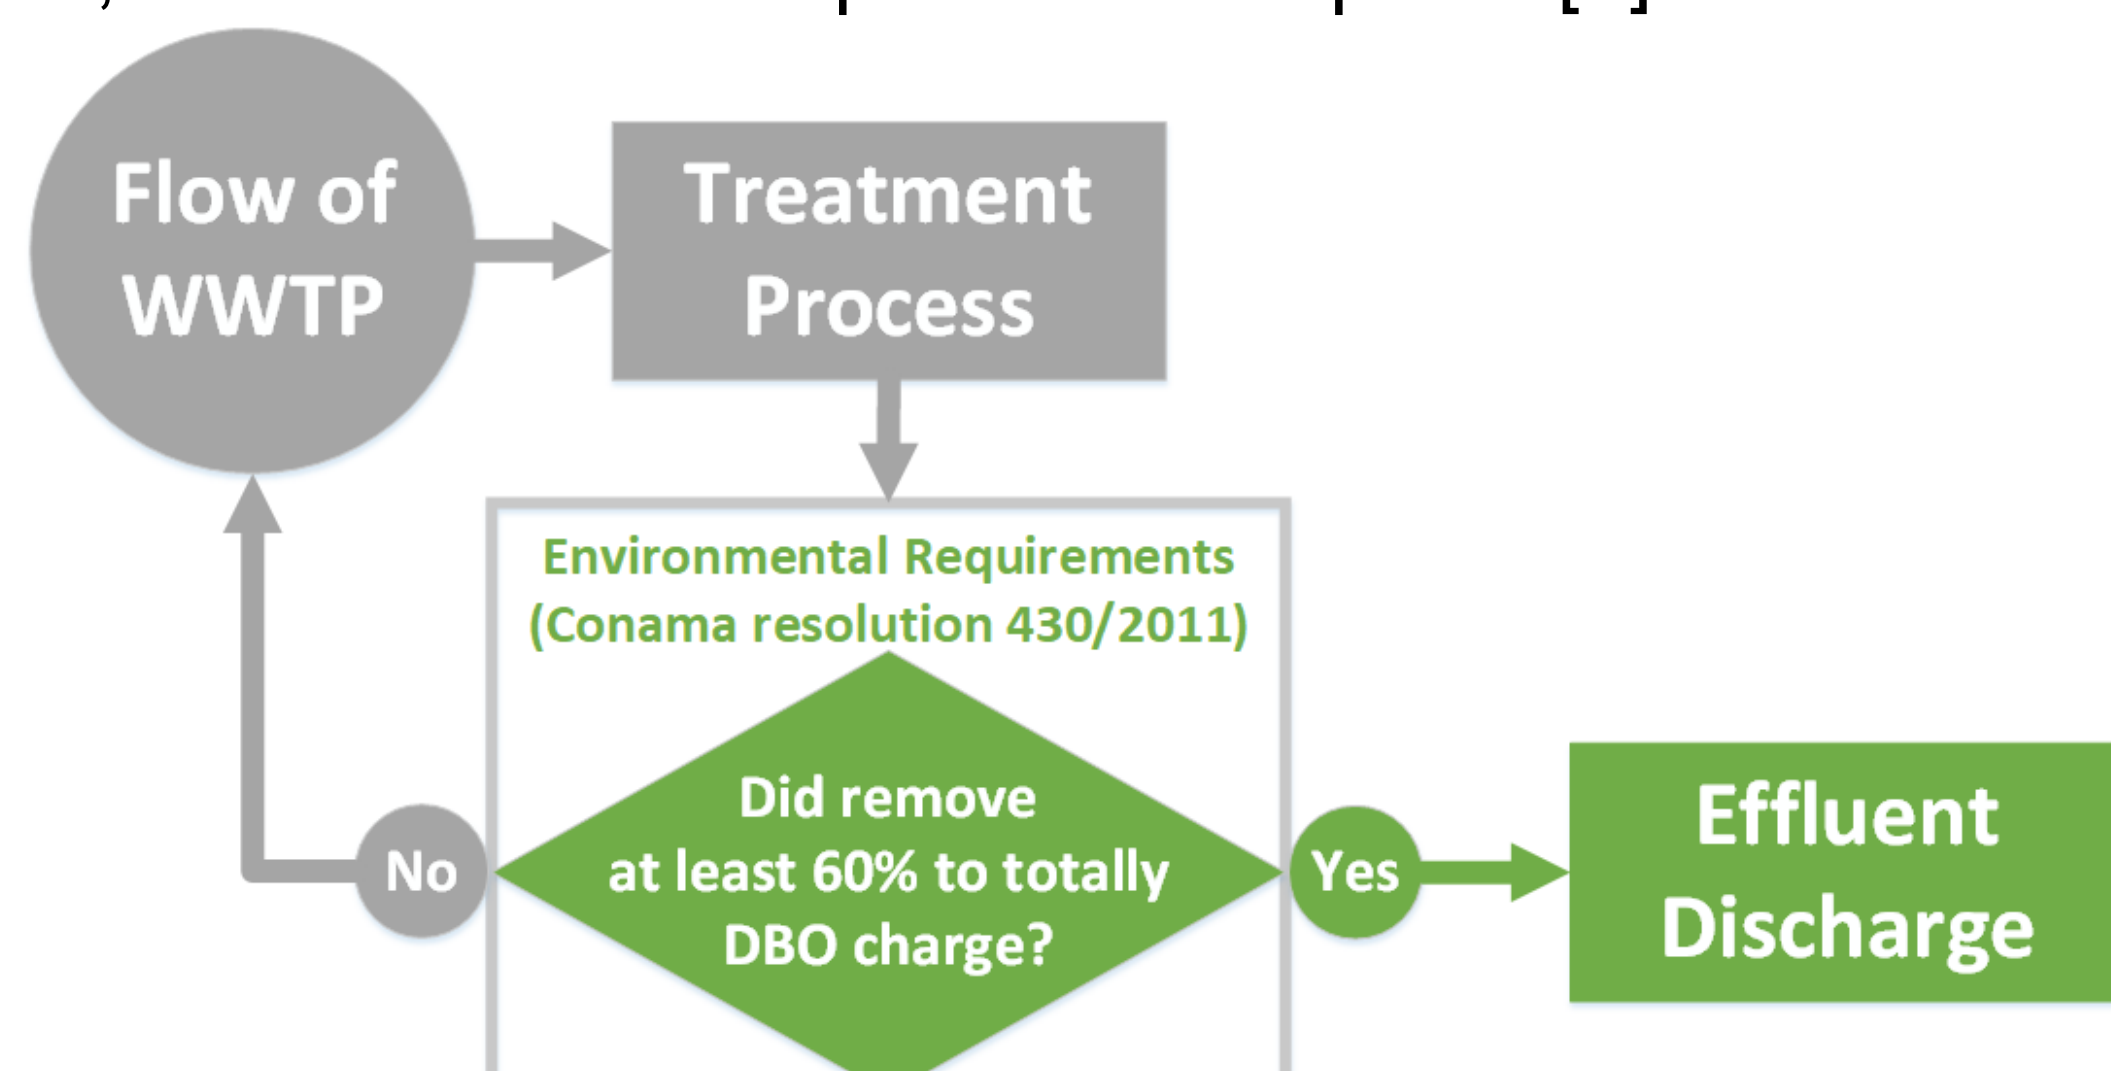 Flow of
WWTP
Treatment
Process
Environmental Requirements
(Conama resolution 430/2011)
Did remove
at least 60% to totally
DBO charge?
No
Yes
Effluent
Discharge